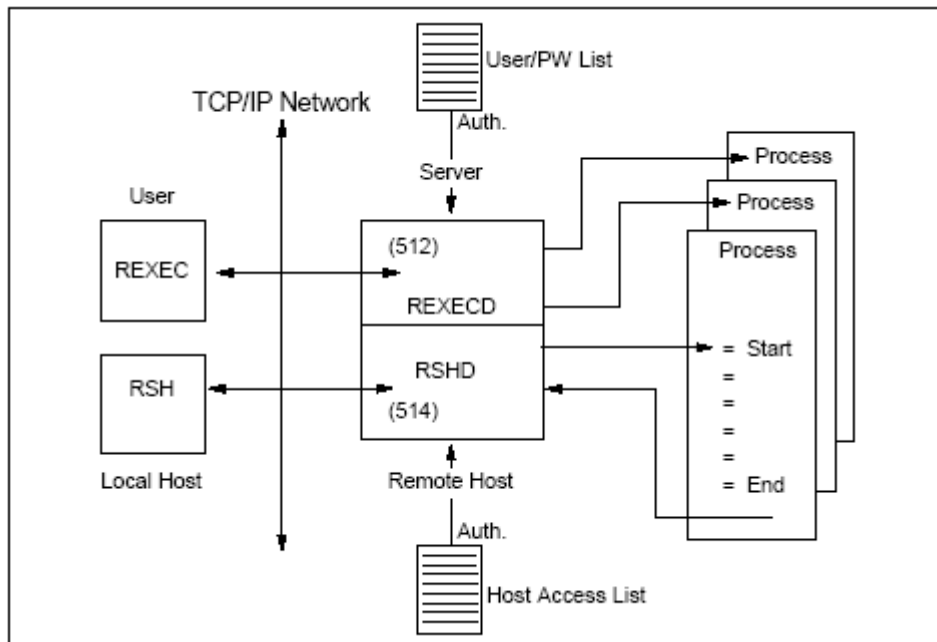 User/PW List
TCP/IP Network
Auth.
Process
Server
User
Process
(512)
Process
REXEC
REXECD
= Start
RSHD
=
RSH
=
(514)
=
=
Local Host
Remote Host
= End
Auth.
Host Access List